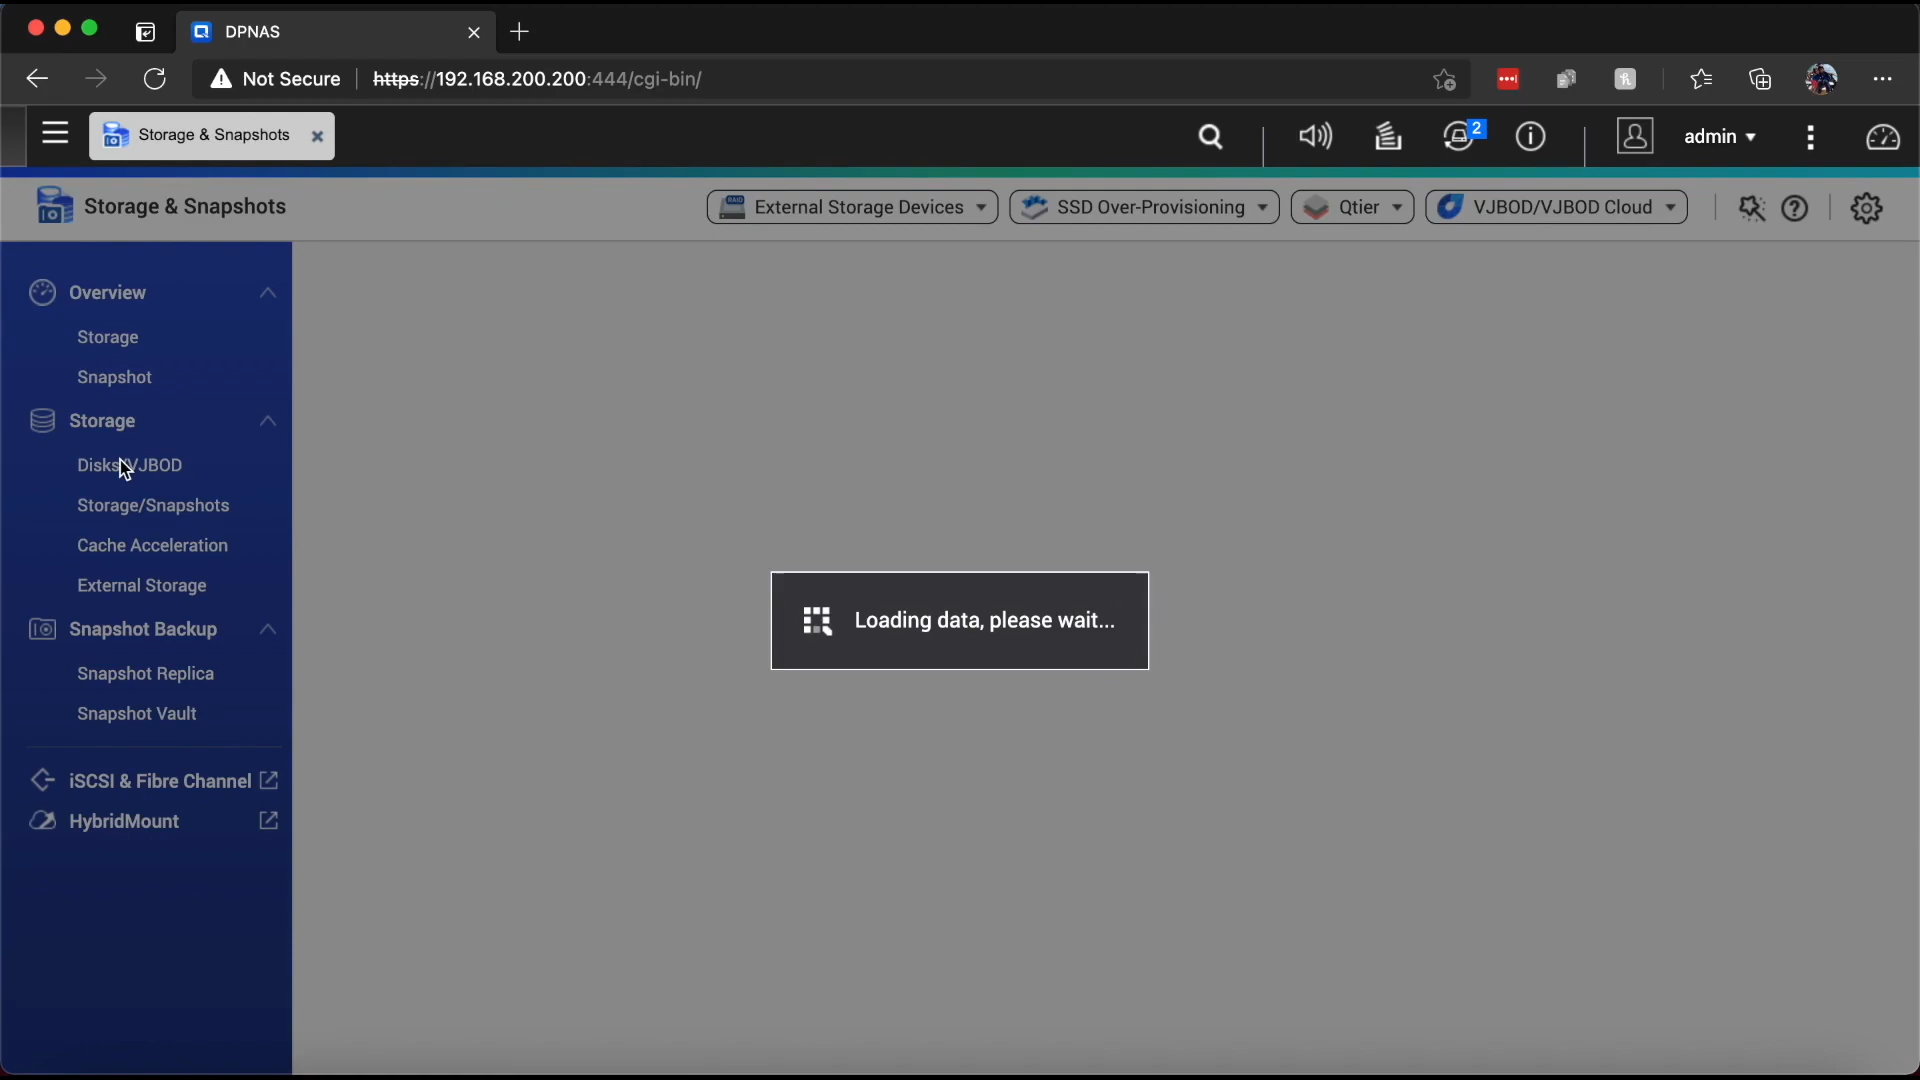 DPNAS
Not Secure
https://192.168.200.200:444/cgi-bin/
Storage & Snapshots
2
admin
Storage & Snapshots
External Storage Devices
SSD Over-Provisioning
Qtier
VJBOD/VJBOD Cloud
Overview
Storage
Snapshot
Storage
Disks/VJBOD
Storage/Snapshots
Cache Acceleration
External Storage
Snapshot Backup
Snapshot Replica
Snapshot Vault
iSCSI & Fibre Channel
HybridMount
Loading data, please wait...